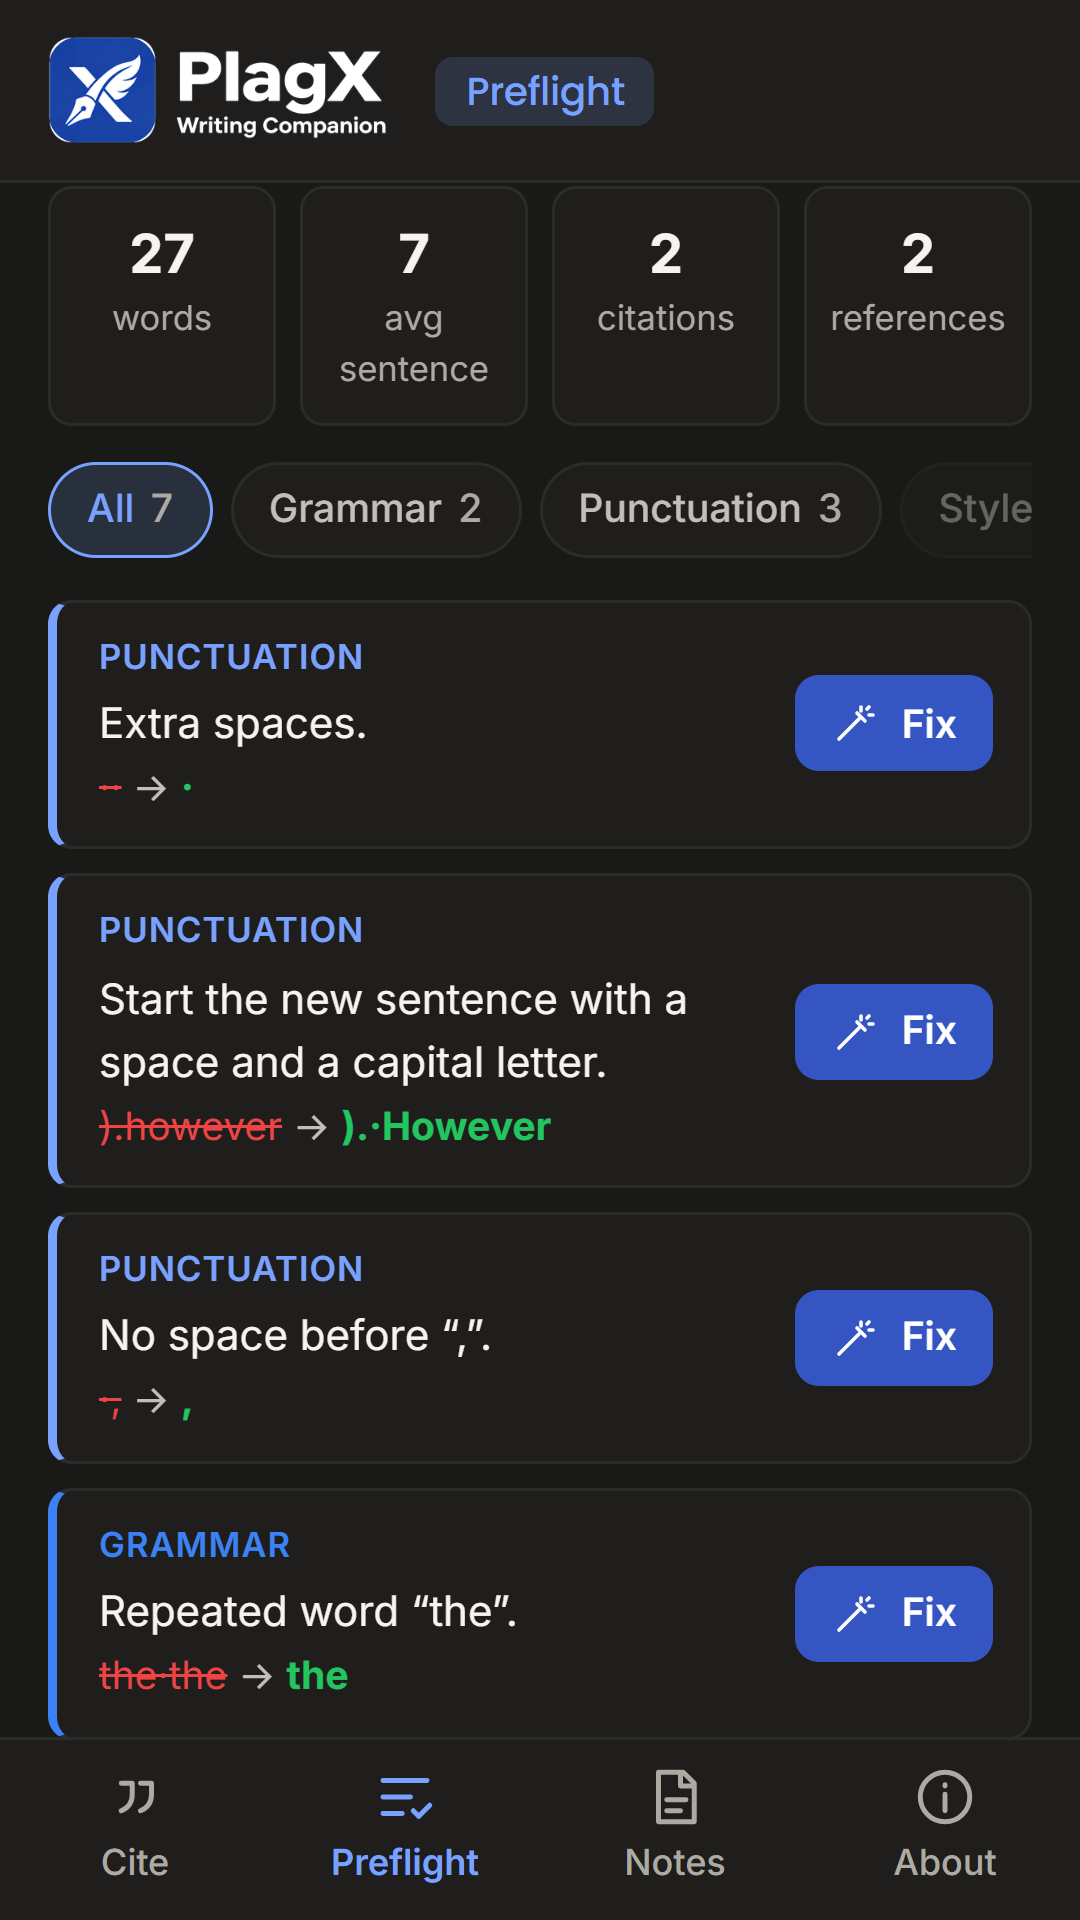 PlagX
Writing Companion
Preflight
27
words
7
avg
sentence
2
citations
2
references
All 7
Grammar 2
Punctuation 3
Style
PUNCTUATION
Extra spaces.
·· → ·
Fix
PUNCTUATION
Start the new sentence with a
space and a capital letter.
).however → ).·However
Fix
PUNCTUATION
No space before “,”.
·, → ,
Fix
GRAMMAR
Repeated word “the”.
the·the → the
Fix
Cite
Preflight
Notes
About